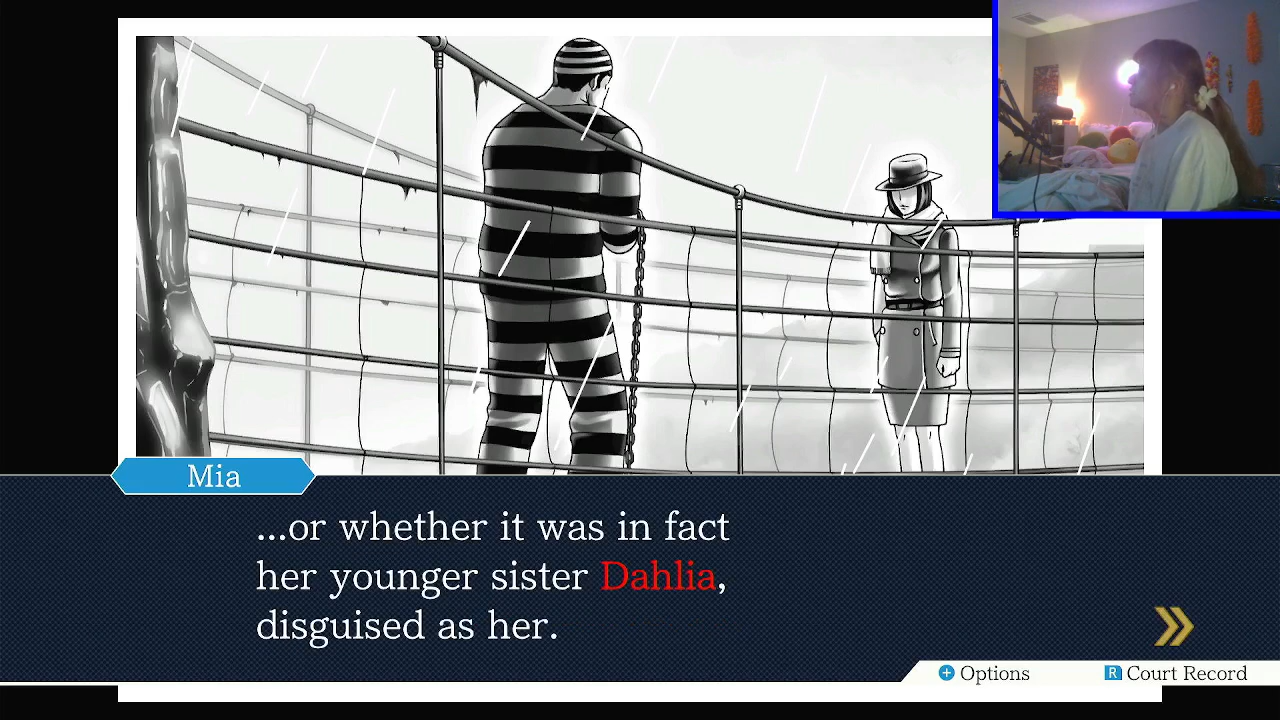 Mia
...or whether it was in fact
her younger sister Dahlia,
disguised as her.
+ Options
R Court Record